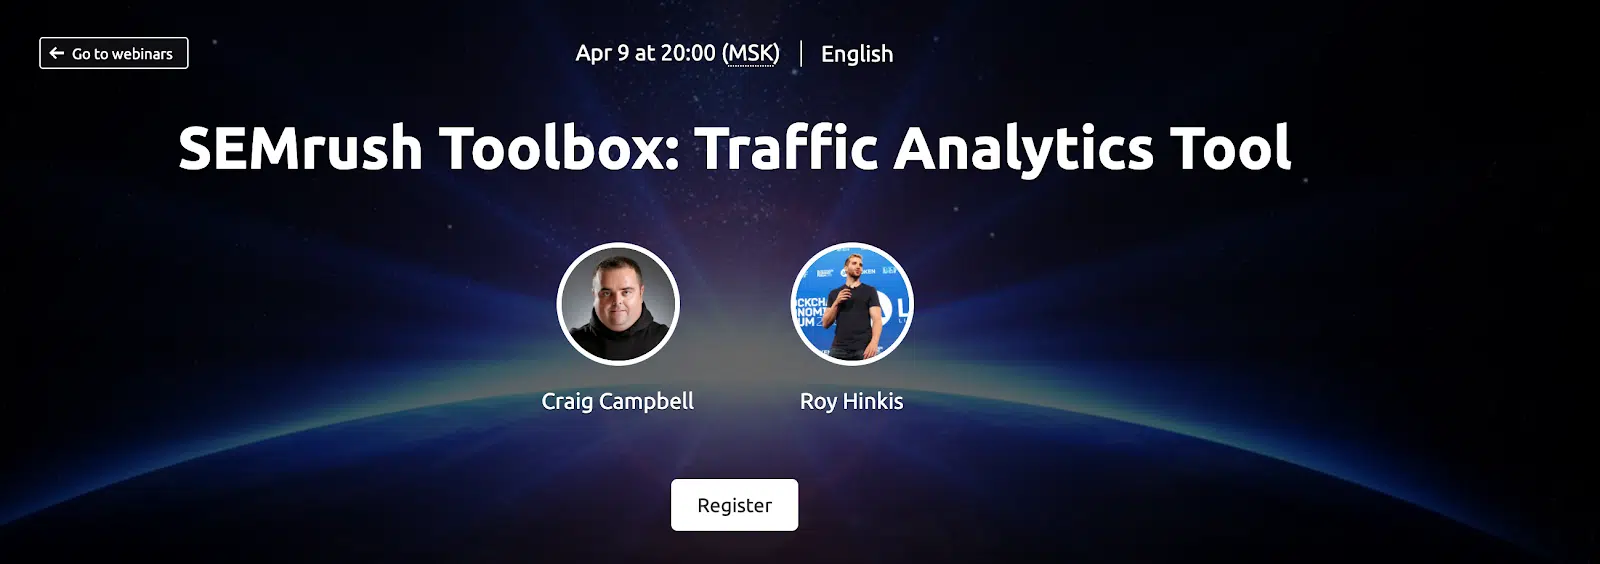 ← Go to webinars
Apr 9 at 20:00 (MSK) | English
SEMrush Toolbox: Traffic Analytics Tool
Craig Campbell
Roy Hinkis
Register